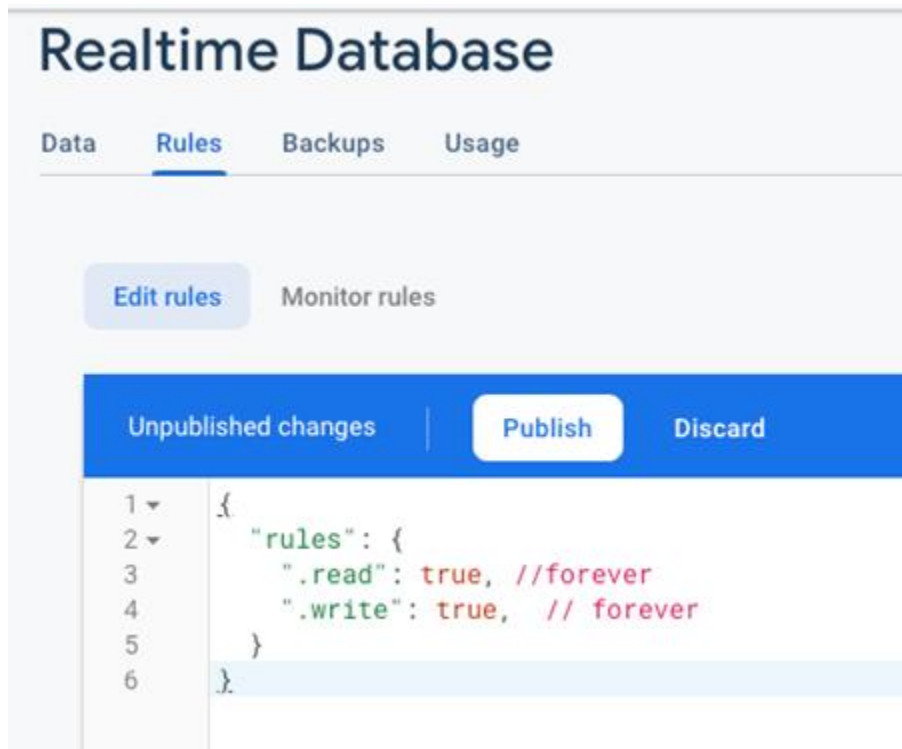 Realtime Database
Data Rules Backups Usage
Edit rules Monitor rules
Unpublished changes Publish Discard
1 {
2 "rules": {
3 ".read": true, //forever
4 ".write": true, // forever
5 }
6 }